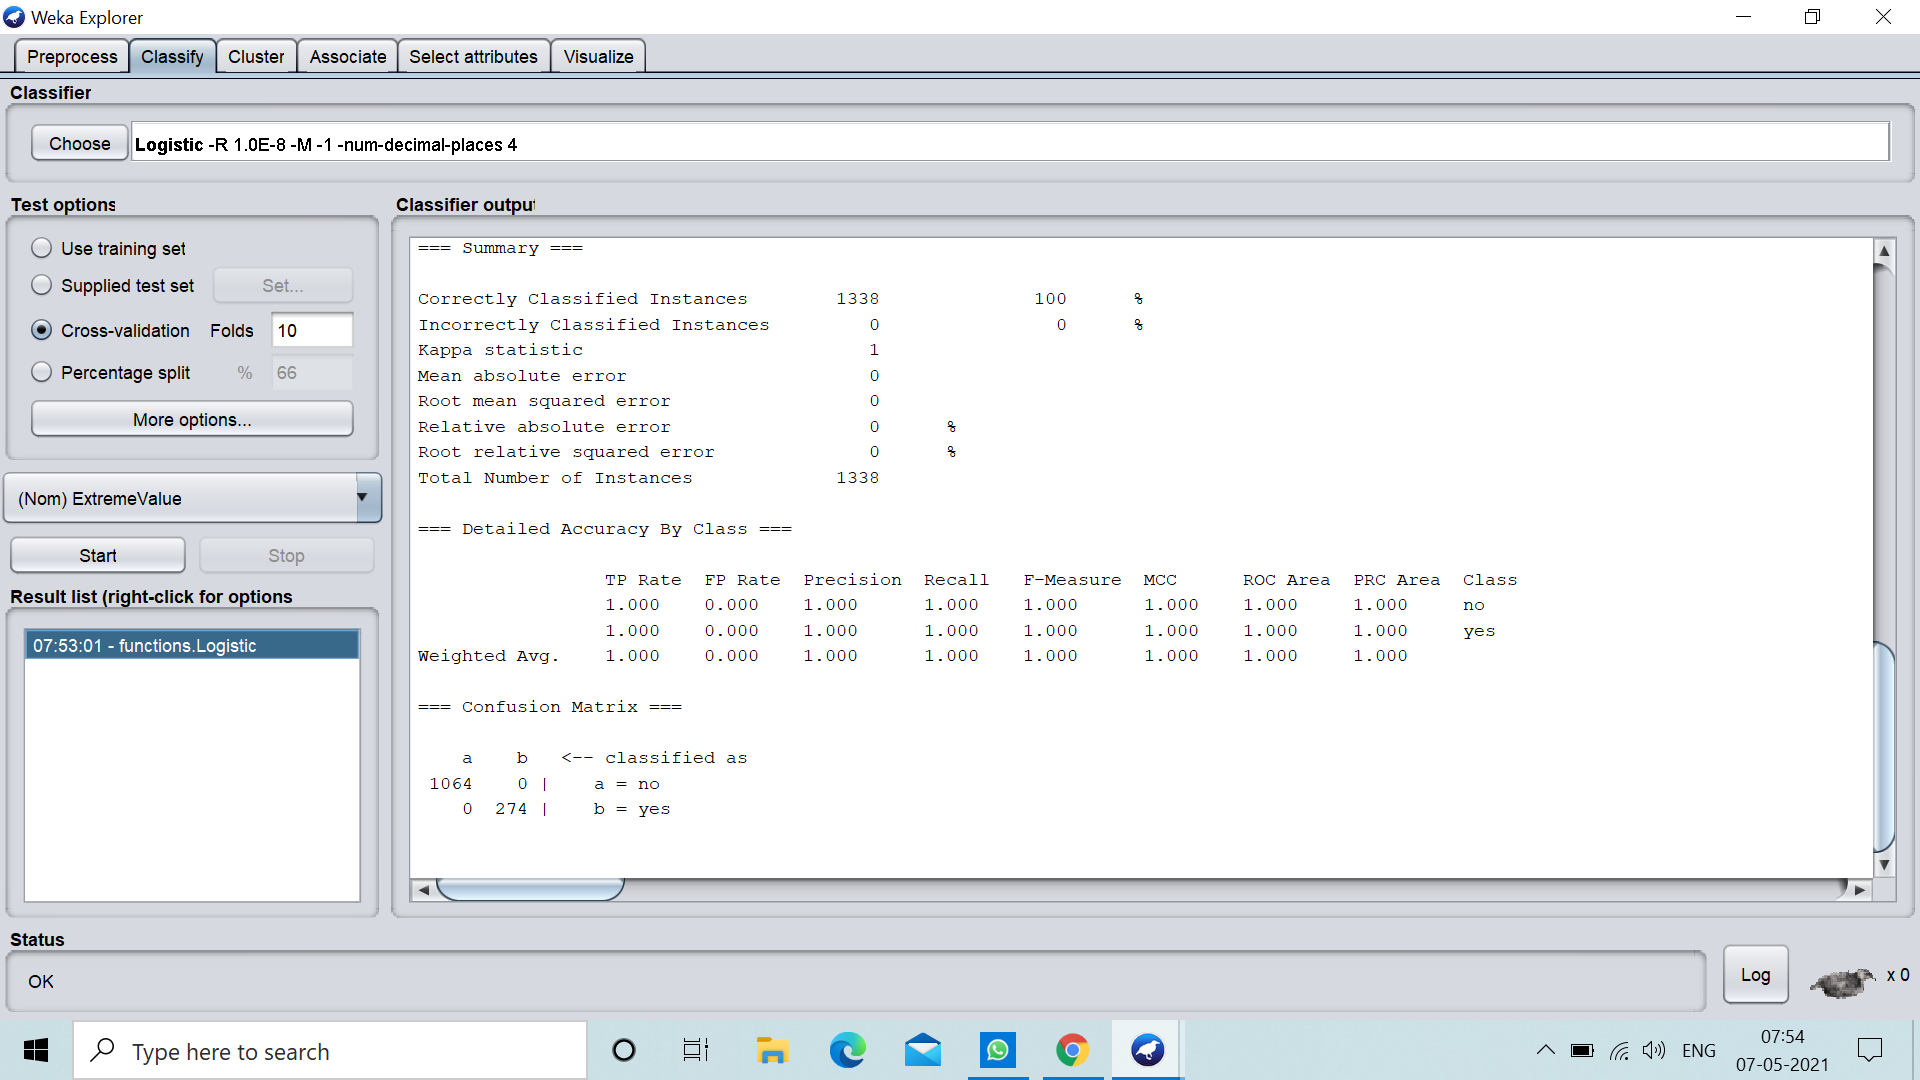 Weka Explorer
Preprocess Classify Cluster Associate Select attributes Visualize
Classifier
Choose Logistic -R 1.0E-8 -M -1 -num-decimal-places 4
Test options
Use training set
Supplied test set Set...
Cross-validation Folds 10
Percentage split % 66
More options...
(Nom) ExtremeValue
Start Stop
Result list (right-click for options
07:53:01 - functions.Logistic
Classifier output
=== Summary ===
Correctly Classified Instances 1338 100 %
Incorrectly Classified Instances 0 0 %
Kappa statistic 1
Mean absolute error 0
Root mean squared error 0
Relative absolute error 0 %
Root relative squared error 0 %
Total Number of Instances 1338
=== Detailed Accuracy By Class ===
TP Rate FP Rate Precision Recall F-Measure MCC ROC Area PRC Area Class
1.000 0.000 1.000 1.000 1.000 1.000 1.000 1.000 no
1.000 0.000 1.000 1.000 1.000 1.000 1.000 1.000 yes
Weighted Avg. 1.000 0.000 1.000 1.000 1.000 1.000 1.000 1.000
=== Confusion Matrix ===
a b <-- classified as
1064 0 | a = no
0 274 | b = yes
Status
OK
Log
x 0
Type here to search
ENG
07:54
07-05-2021